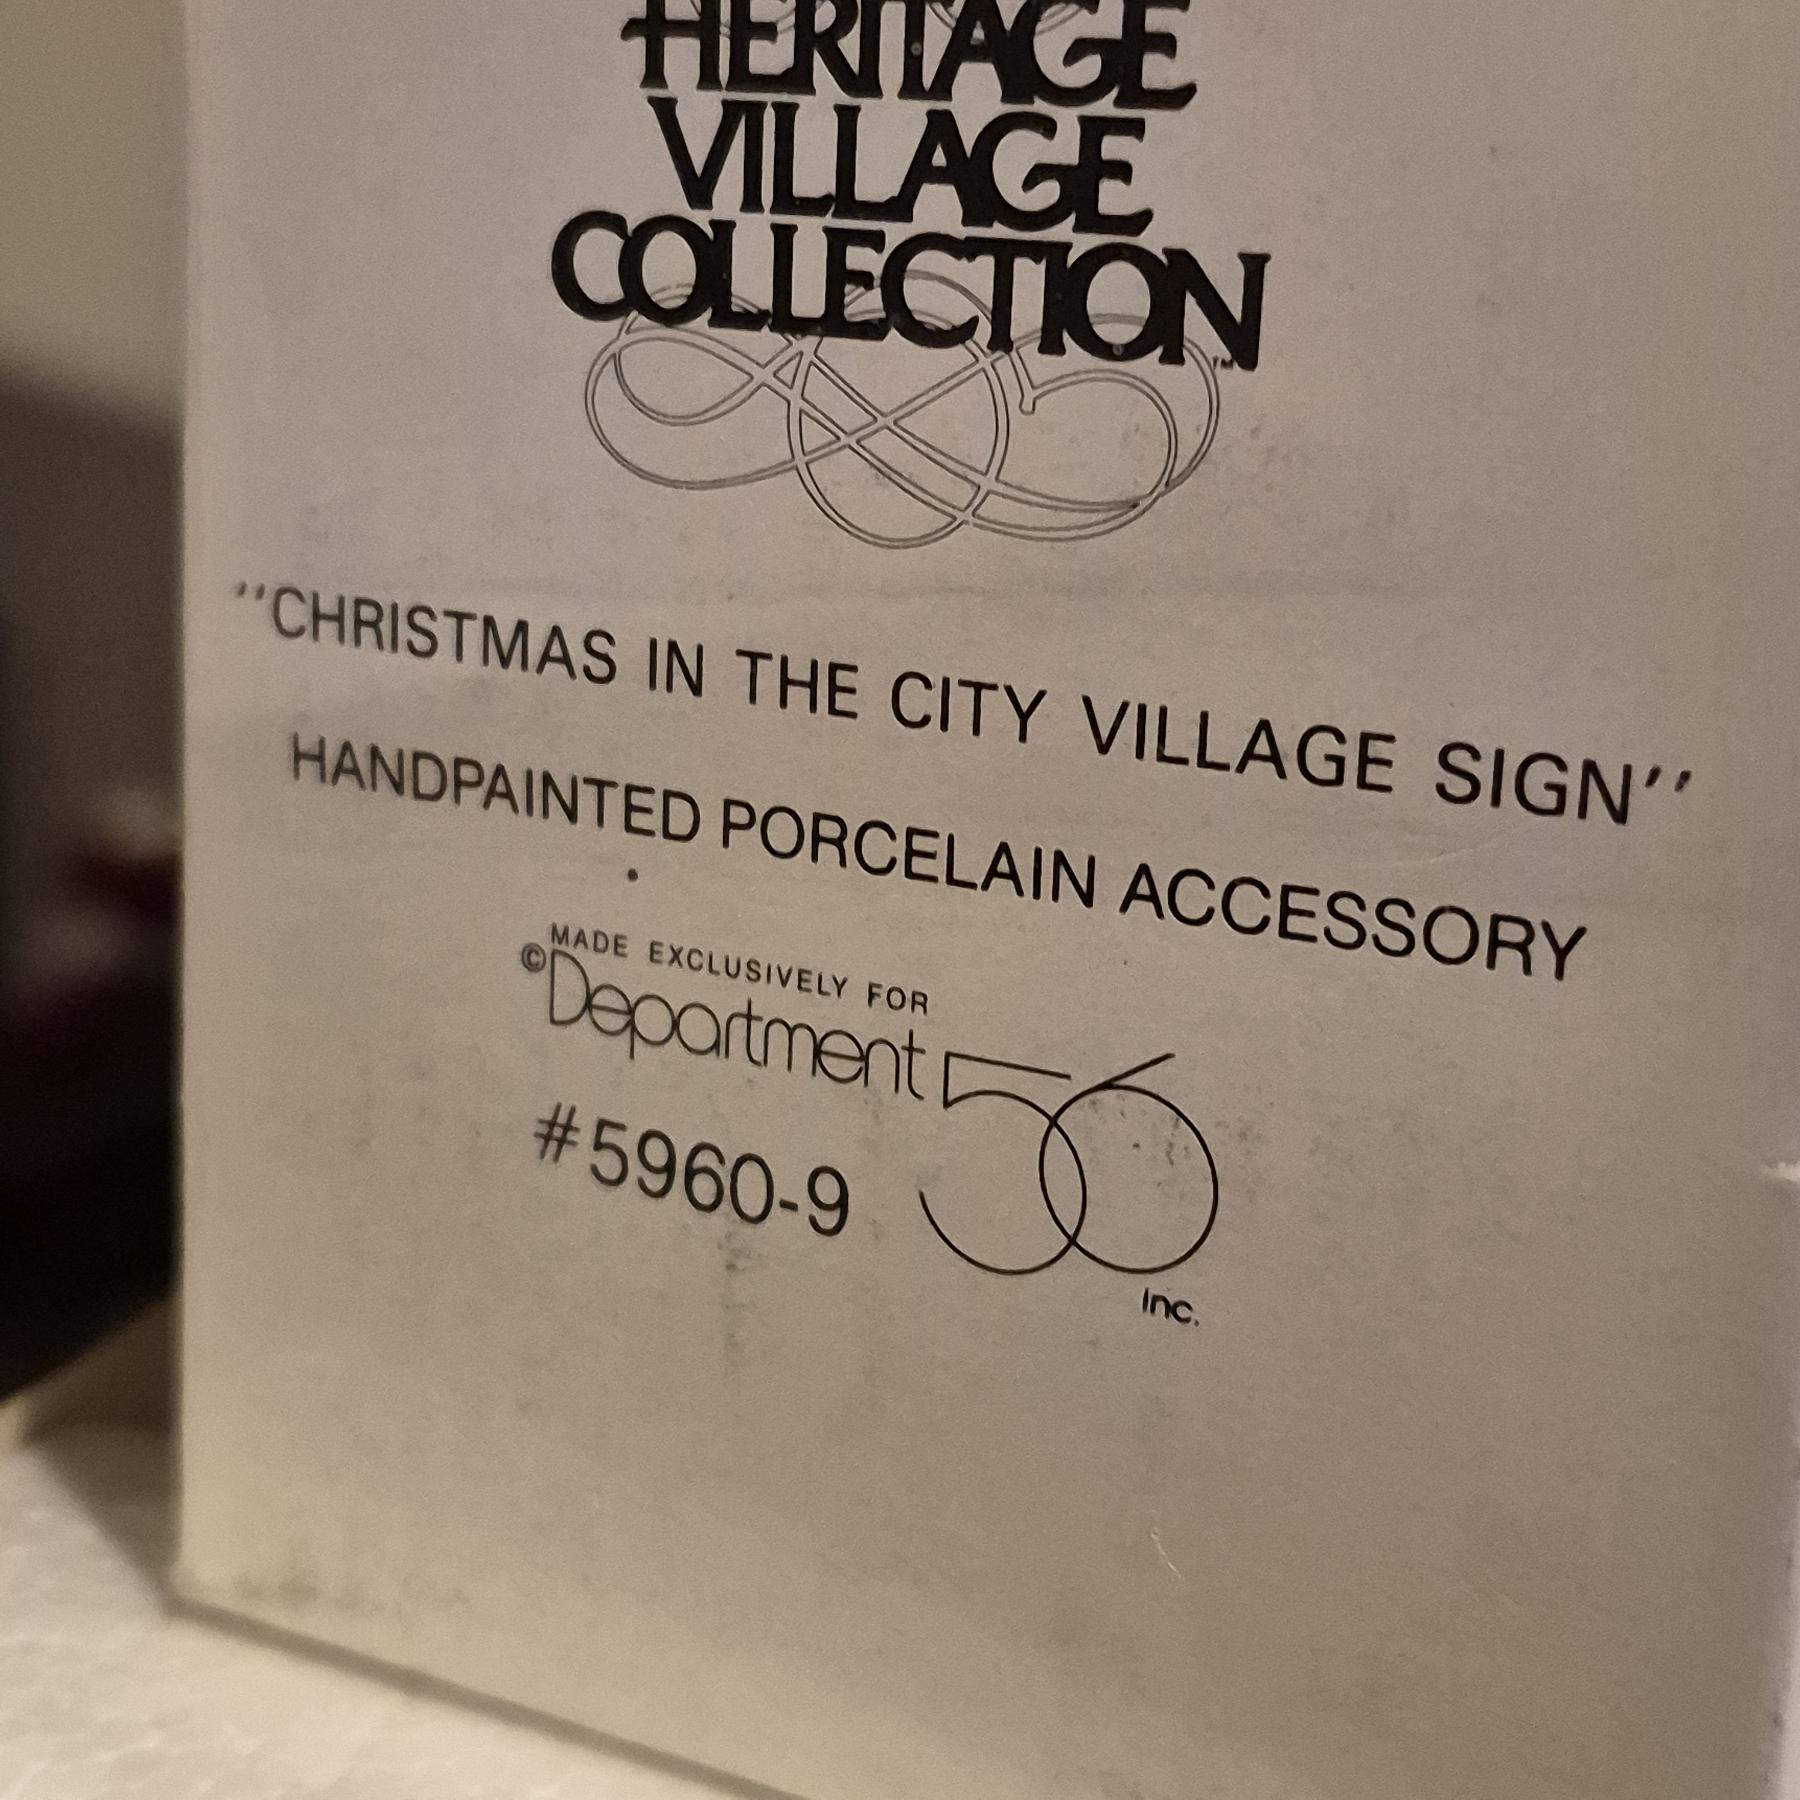 HERITAGE
VILLAGE
COLLECTION™
"CHRISTMAS IN THE CITY VILLAGE SIGN"
HANDPAINTED PORCELAIN ACCESSORY
MADE EXCLUSIVELY FOR
©Department 56
#5960-9
Inc.